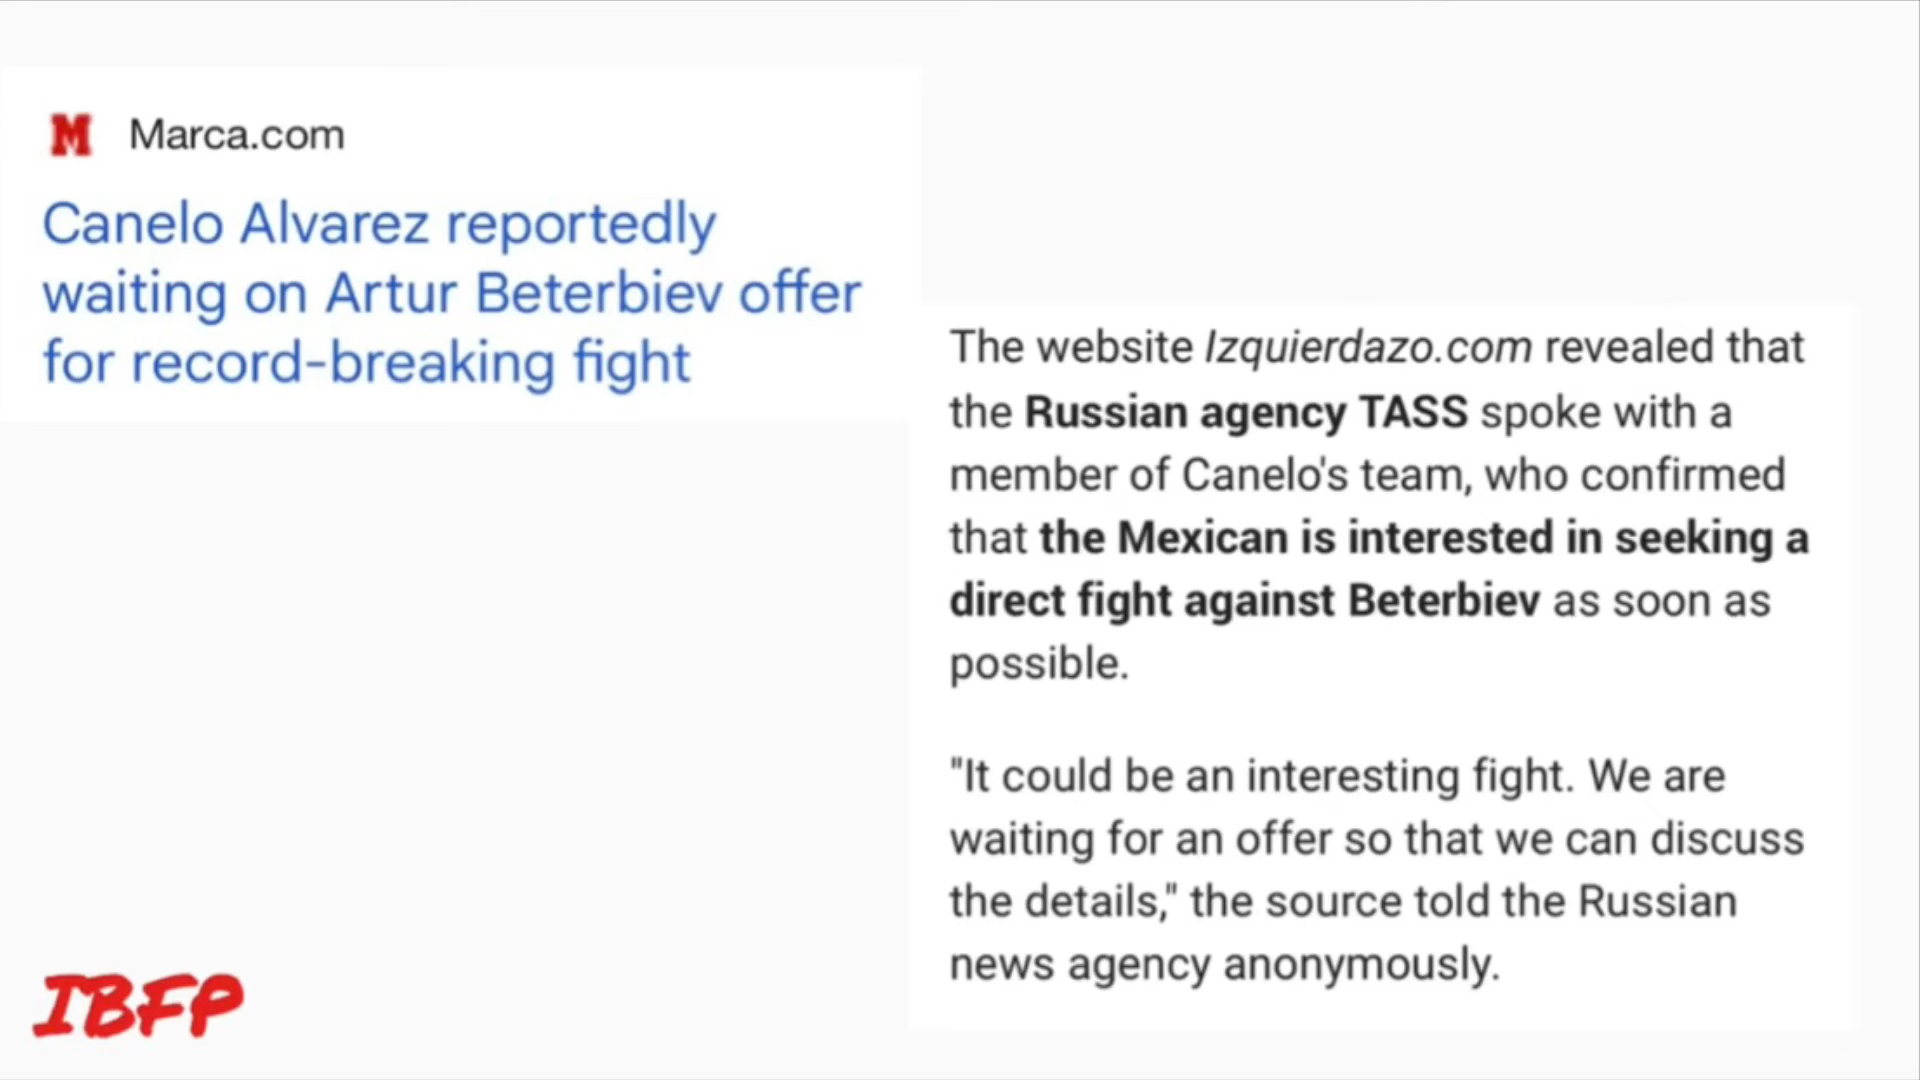 M Marca.com
Canelo Alvarez reportedly
waiting on Artur Beterbiev offer
for record-breaking fight
The website Izquierdazo.com revealed that
the Russian agency TASS spoke with a
member of Canelo's team, who confirmed
that the Mexican is interested in seeking a
direct fight against Beterbiev as soon as
possible.
"It could be an interesting fight. We are
waiting for an offer so that we can discuss
the details," the source told the Russian
news agency anonymously.
IBFP